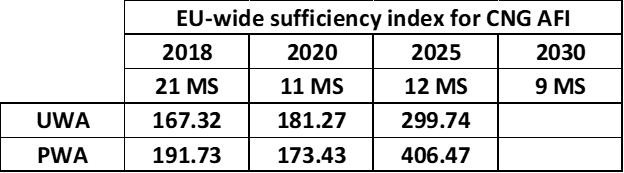 EU-wide sufficiency index for CNG AFI
2018 2020 2025 2030
21 MS 11 MS 12 MS 9 MS
UWA 167.32 181.27 299.74
PWA 191.73 173.43 406.47